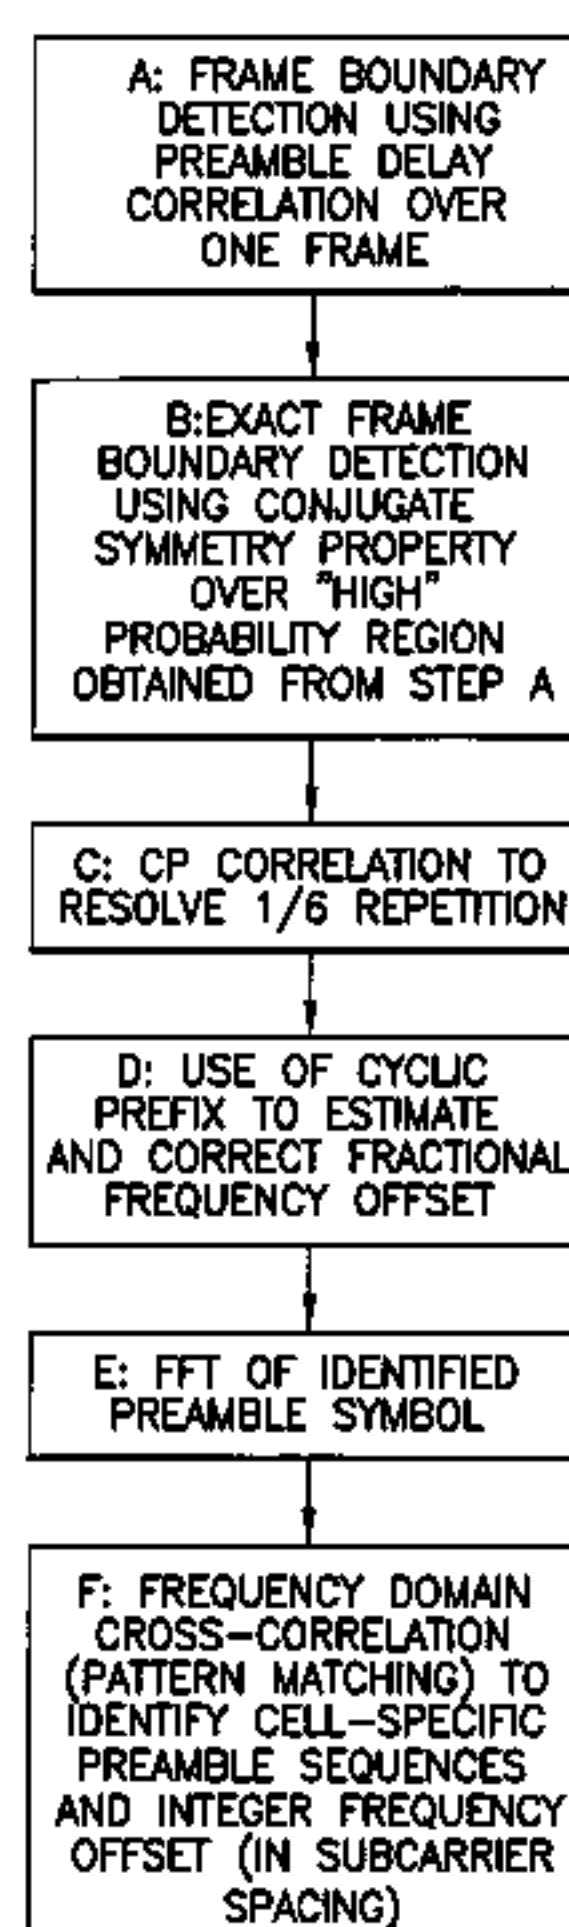 A: FRAME BOUNDARY
DETECTION USING
PREAMBLE DELAY
CORRELATION OVER
ONE FRAME
B:EXACT FRAME
BOUNDARY DETECTION
USING CONJUGATE
SYMMETRY PROPERTY
OVER "HIGH"
PROBABILITY REGION
OBTAINED FROM STEP A
C: CP CORRELATION TO
RESOLVE 1/6 REPETITION
D: USE OF CYCLIC
PREFIX TO ESTIMATE
AND CORRECT FRACTIONAL
FREQUENCY OFFSET
E: FFT OF IDENTIFIED
PREAMBLE SYMBOL
F: FREQUENCY DOMAIN
CROSS-CORRELATION
(PATTERN MATCHING) TO
IDENTIFY CELL-SPECIFIC
PREAMBLE SEQUENCES
AND INTEGER FREQUENCY
OFFSET (IN SUBCARRIER
SPACING)